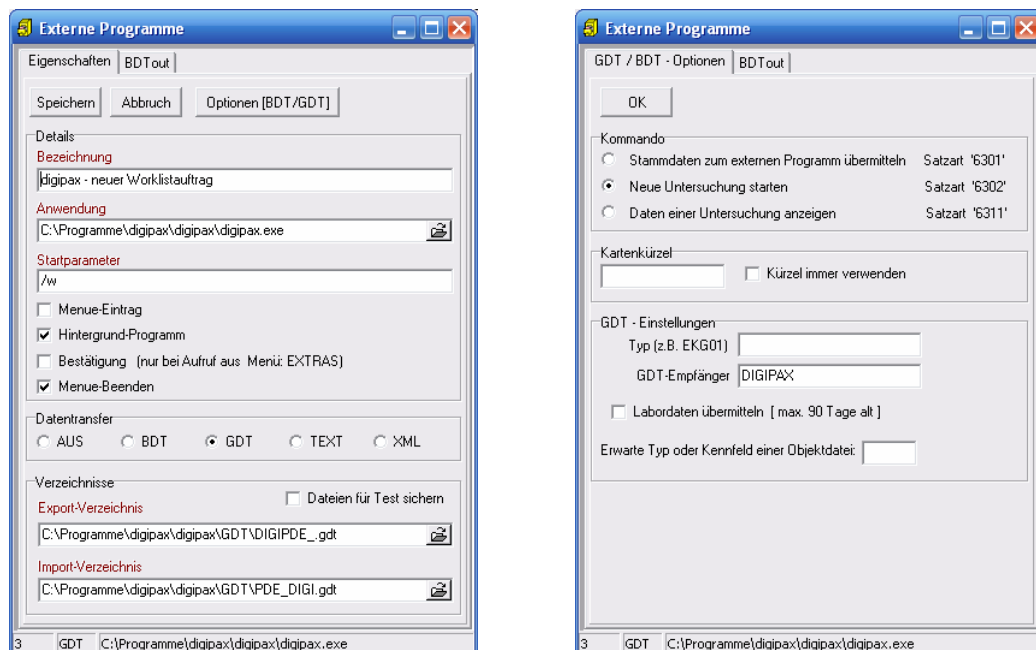 Externe Programme
Eigenschaften BDTout
Speichern Abbruch Optionen [BDT/GDT]
Details
Bezeichnung
digipax - neuer Worklistauftrag
Anwendung
C:\Programme\digipax\digipax\digipax.exe
Startparameter
/w
Menue-Eintrag
Hintergrund-Programm
Bestätigung (nur bei Aufruf aus Menü: EXTRAS)
Menue-Beenden
Datentransfer
AUS BDT GDT TEXT XML
Verzeichnisse
Dateien für Test sichern
Export-Verzeichnis
C:\Programme\digipax\digipax\GDT\DIGIPDE_.gdt
Import-Verzeichnis
C:\Programme\digipax\digipax\GDT\PDE_DIGI.gdt
3 GDT C:\Programme\digipax\digipax\digipax.exe
Externe Programme
GDT / BDT - Optionen BDTout
OK
Kommando
Stammdaten zum externen Programm übermitteln Satzart '6301'
Neue Untersuchung starten Satzart '6302'
Daten einer Untersuchung anzeigen Satzart '6311'
Kartenkürzel
Kürzel immer verwenden
GDT - Einstellungen
Typ (z.B. EKG01)
GDT-Empfänger DIGIPAX
Labordaten übermitteln [ max. 90 Tage alt ]
Erwarte Typ oder Kennfeld einer Objektdatei:
3 GDT C:\Programme\digipax\digipax\digipax.exe